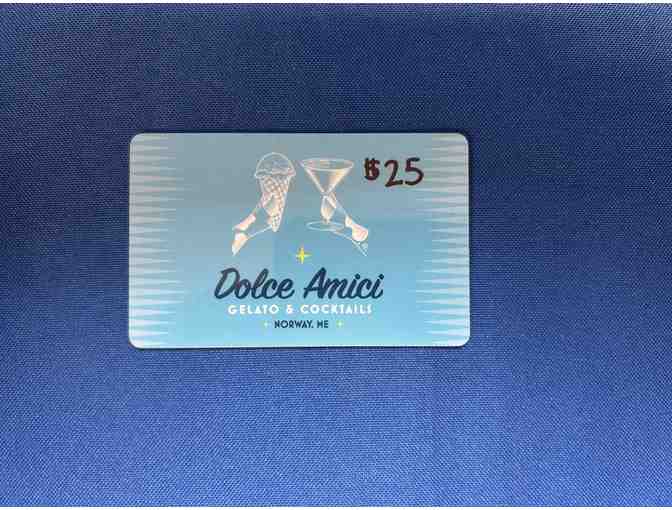 $25
Dolce Amici
GELATO & COCKTAILS
NORWAY, ME